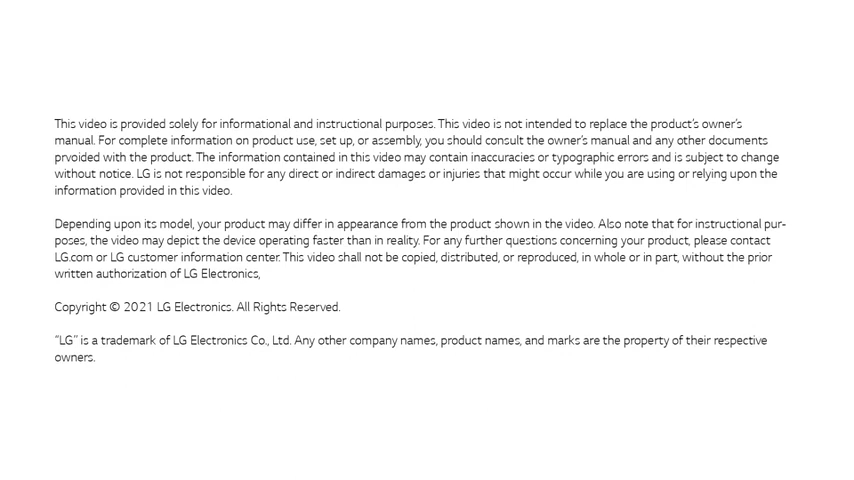 This video is provided solely for informational and instructional purposes. This video is not intended to replace the product's owner's
manual. For complete information on product use, set up, or assembly, you should consult the owner's manual and any other documents
prvoided with the product. The information contained in this video may contain inaccuracies or typographic errors and is subject to change
without notice. LG is not responsible for any direct or indirect damages or injuries that might occur while you are using or relying upon the
information provided in this video.
Depending upon its model, your product may differ in appearance from the product shown in the video. Also note that for instructional pur-
poses, the video may depict the device operating faster than in reality. For any further questions concerning your product, please contact
LG.com or LG customer information center. This video shall not be copied, distributed, or reproduced, in whole or in part, without the prior
written authorization of LG Electronics,
Copyright © 2021 LG Electronics. All Rights Reserved.
“LG” is a trademark of LG Electronics Co., Ltd. Any other company names, product names, and marks are the property of their respective
owners.